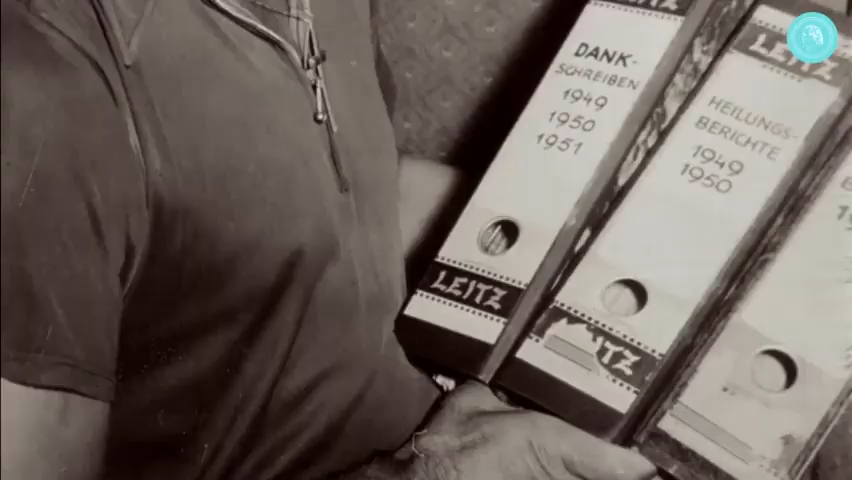 LEITZ
DANK-
SCHREIBEN
1949
1950
1951
LEITZ
LEITZ
HEILUNGS-
BERICHTE
1949
1950